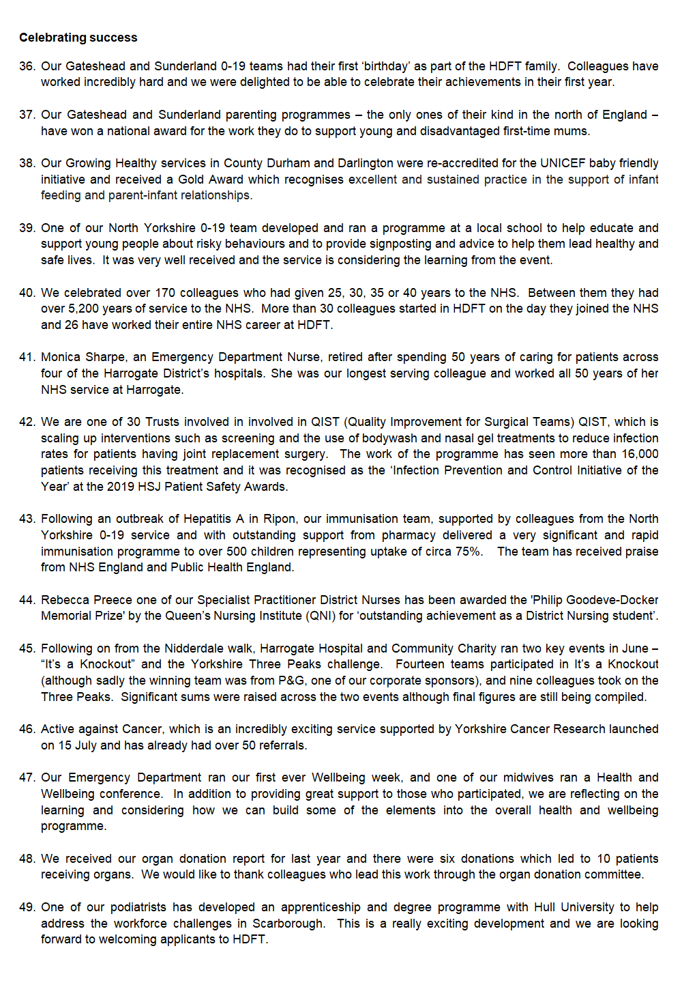 Celebrating success
36. Our Gateshead and Sunderland 0-19 teams had their first ‘birthday’ as part of the HDFT family. Colleagues have
worked incredibly hard and we were delighted to be able to celebrate their achievements in their first year.
37. Our Gateshead and Sunderland parenting programmes – the only ones of their kind in the north of England –
have won a national award for the work they do to support young and disadvantaged first-time mums.
38. Our Growing Healthy services in County Durham and Darlington were re-accredited for the UNICEF baby friendly
initiative and received a Gold Award which recognises excellent and sustained practice in the support of infant
feeding and parent-infant relationships.
39. One of our North Yorkshire 0-19 team developed and ran a programme at a local school to help educate and
support young people about risky behaviours and to provide signposting and advice to help them lead healthy and
safe lives. It was very well received and the service is considering the learning from the event.
40. We celebrated over 170 colleagues who had given 25, 30, 35 or 40 years to the NHS. Between them they had
over 5,200 years of service to the NHS. More than 30 colleagues started in HDFT on the day they joined the NHS
and 26 have worked their entire NHS career at HDFT.
41. Monica Sharpe, an Emergency Department Nurse, retired after spending 50 years of caring for patients across
four of the Harrogate District’s hospitals. She was our longest serving colleague and worked all 50 years of her
NHS service at Harrogate.
42. We are one of 30 Trusts involved in involved in QIST (Quality Improvement for Surgical Teams) QIST, which is
scaling up interventions such as screening and the use of bodywash and nasal gel treatments to reduce infection
rates for patients having joint replacement surgery. The work of the programme has seen more than 16,000
patients receiving this treatment and it was recognised as the ‘Infection Prevention and Control Initiative of the
Year’ at the 2019 HSJ Patient Safety Awards.
43. Following an outbreak of Hepatitis A in Ripon, our immunisation team, supported by colleagues from the North
Yorkshire 0-19 service and with outstanding support from pharmacy delivered a very significant and rapid
immunisation programme to over 500 children representing uptake of circa 75%. The team has received praise
from NHS England and Public Health England.
44. Rebecca Preece one of our Specialist Practitioner District Nurses has been awarded the 'Philip Goodeve-Docker
Memorial Prize' by the Queen’s Nursing Institute (QNI) for ‘outstanding achievement as a District Nursing student’.
45. Following on from the Nidderdale walk, Harrogate Hospital and Community Charity ran two key events in June –
“It’s a Knockout” and the Yorkshire Three Peaks challenge. Fourteen teams participated in It’s a Knockout
(although sadly the winning team was from P&G, one of our corporate sponsors), and nine colleagues took on the
Three Peaks. Significant sums were raised across the two events although final figures are still being compiled.
46. Active against Cancer, which is an incredibly exciting service supported by Yorkshire Cancer Research launched
on 15 July and has already had over 50 referrals.
47. Our Emergency Department ran our first ever Wellbeing week, and one of our midwives ran a Health and
Wellbeing conference. In addition to providing great support to those who participated, we are reflecting on the
learning and considering how we can build some of the elements into the overall health and wellbeing
programme.
48. We received our organ donation report for last year and there were six donations which led to 10 patients
receiving organs. We would like to thank colleagues who lead this work through the organ donation committee.
49. One of our podiatrists has developed an apprenticeship and degree programme with Hull University to help
address the workforce challenges in Scarborough. This is a really exciting development and we are looking
forward to welcoming applicants to HDFT.